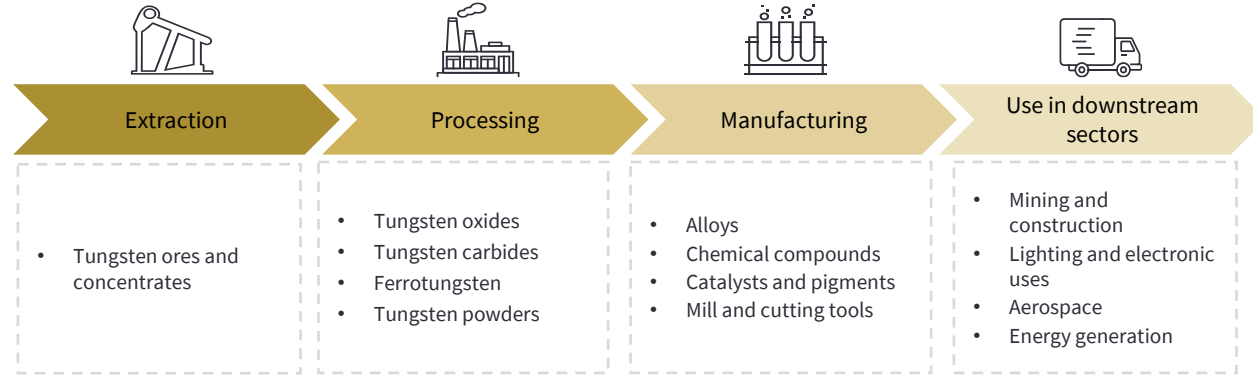 Extraction
Processing
Manufacturing
Use in downstream
sectors
• Tungsten ores and
concentrates
• Tungsten oxides
• Tungsten carbides
• Ferrotungsten
• Tungsten powders
• Alloys
• Chemical compounds
• Catalysts and pigments
• Mill and cutting tools
• Mining and
construction
• Lighting and electronic
uses
• Aerospace
• Energy generation